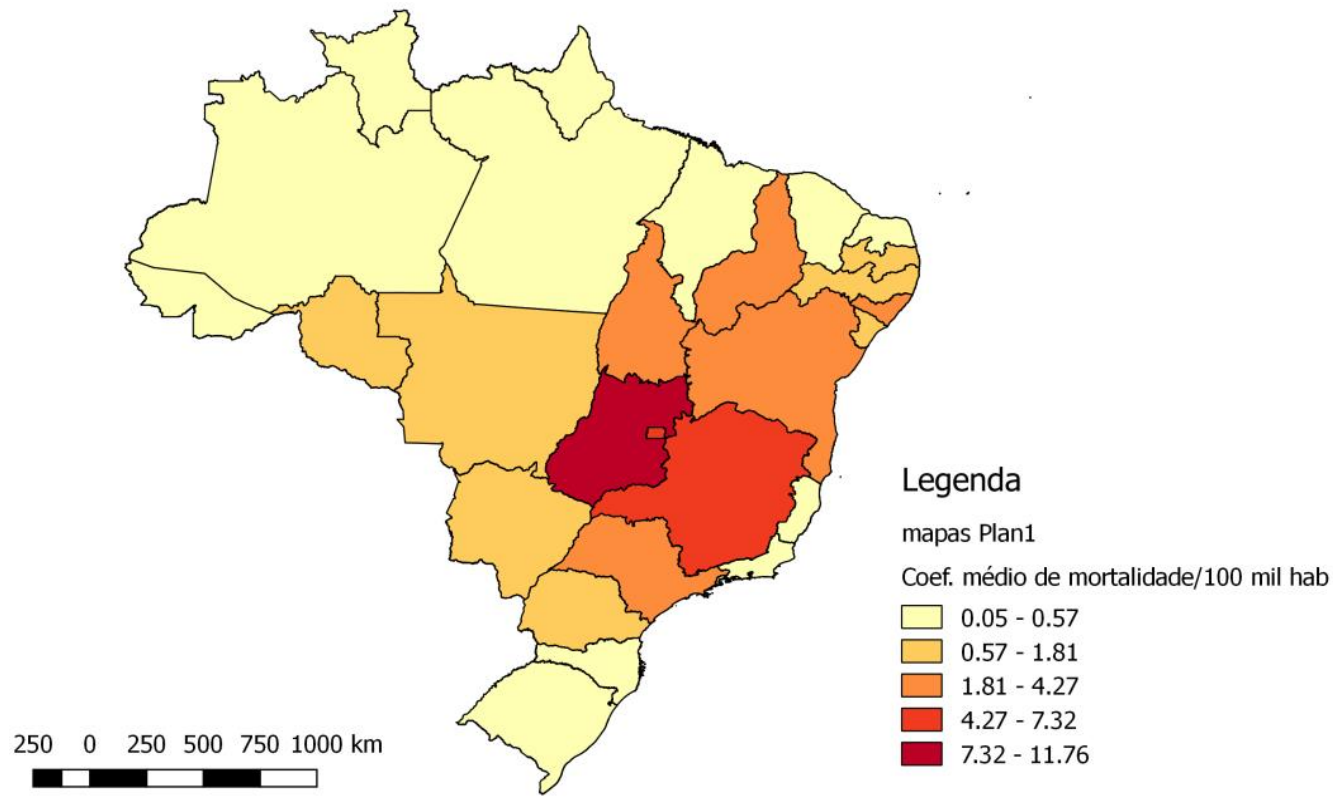 Legenda
mapas Plan1
Coef. médio de mortalidade/100 mil hab
0.05 - 0.57
0.57 - 1.81
1.81 - 4.27
4.27 - 7.32
7.32 - 11.76
250 0 250 500 750 1000 km